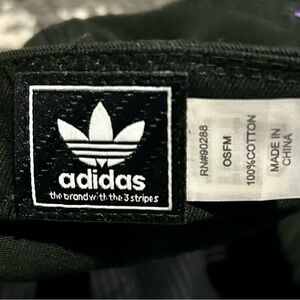 adidas
the brand with the 3 stripes
RN#90288
OSFM
100%COTTON
MADE IN
CHINA